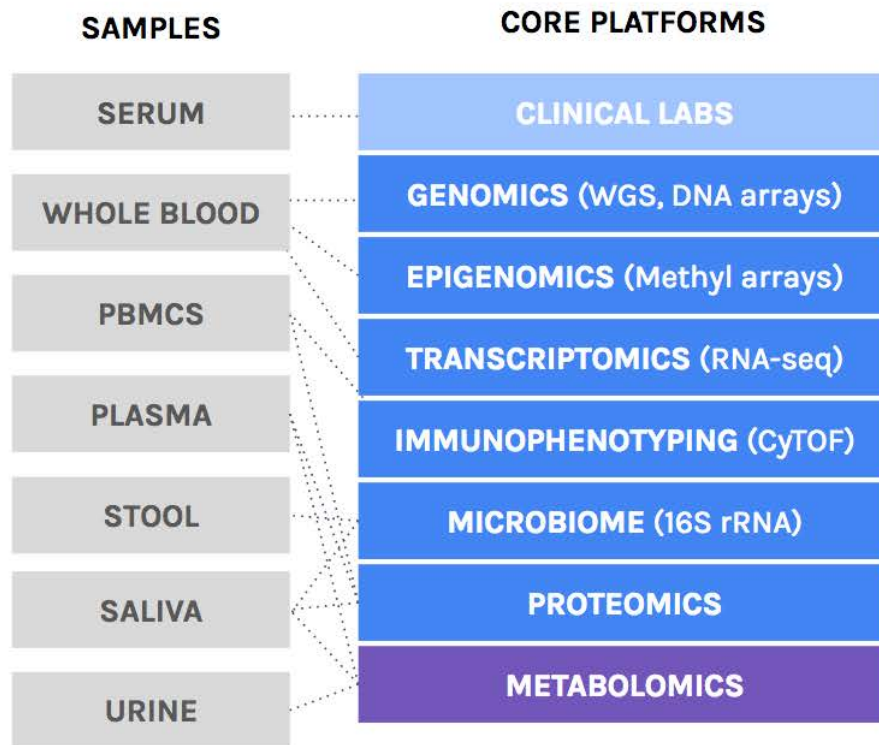 SAMPLES
CORE PLATFORMS
SERUM
CLINICAL LABS
WHOLE BLOOD
GENOMICS (WGS, DNA arrays)
EPIGENOMICS (Methyl arrays)
PBMCS
TRANSCRIPTOMICS (RNA-seq)
PLASMA
IMMUNOPHENOTYPING (CyTOF)
STOOL
MICROBIOME (16S rRNA)
SALIVA
PROTEOMICS
URINE
METABOLOMICS